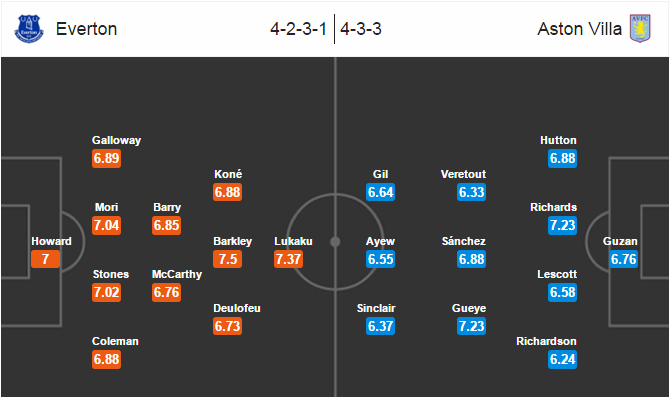 Everton
4-2-3-1
4-3-3
Aston Villa
Everton
AVFC
Galloway
6.89
Mori
7.04
Barry
6.85
Koné
6.88
Howard
7
Barkley
7.5
Lukaku
7.37
Stones
7.02
McCarthy
6.76
Deulofeu
6.73
Coleman
6.88
Gil
6.64
Veretout
6.33
Hutton
6.88
Richards
7.23
Ayew
6.55
Sánchez
6.88
Guzan
6.76
Lescott
6.58
Sinclair
6.37
Gueye
7.23
Richardson
6.24